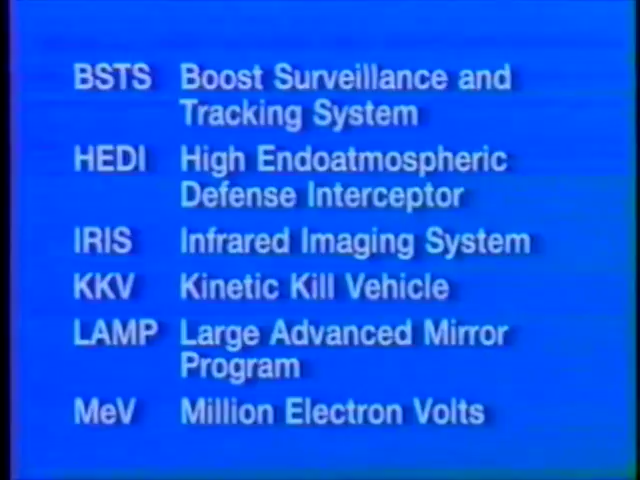 BSTS Boost Surveillance and
Tracking System
HEDI High Endoatmospheric
Defense Interceptor
IRIS Infrared Imaging System
KKV Kinetic Kill Vehicle
LAMP Large Advanced Mirror
Program
MeV Million Electron Volts